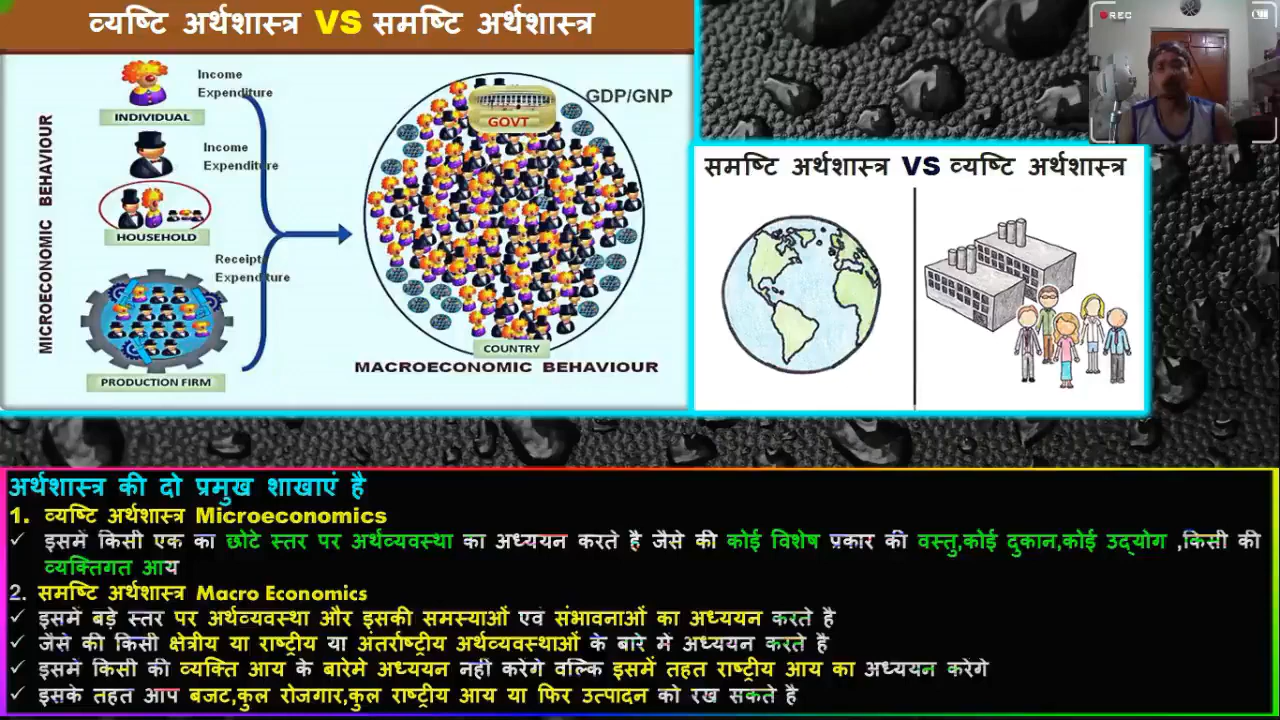 व्यष्टि अर्थशास्त्र VS समष्टि अर्थशास्त्र
MICROECONOMIC BEHAVIOUR
Income
Expenditure
INDIVIDUAL
Income
Expenditure
HOUSEHOLD
Receipt
Expenditure
PRODUCTION FIRM
GDP/GNP
GOVT
COUNTRY
MACROECONOMIC BEHAVIOUR
REC
समष्टि अर्थशास्त्र VS व्यष्टि अर्थशास्त्र
अर्थशास्त्र की दो प्रमुख शाखाएं है
1. व्यष्टि अर्थशास्त्र Microeconomics
✓ इसमें किसी एक का छोटे स्तर पर अर्थव्यवस्था का अध्ययन करते है जैसे की कोई विशेष प्रकार की वस्तु,कोई दुकान,कोई उद्योग ,किसी की
व्यक्तिगत आय
2. समष्टि अर्थशास्त्र Macro Economics
✓ इसमें बड़े स्तर पर अर्थव्यवस्था और इसकी समस्याओं एवं संभावनाओं का अध्ययन करते है
✓ जैसे की किसी क्षेत्रीय या राष्ट्रीय या अंतर्राष्ट्रीय अर्थव्यवस्थाओं के बारे में अध्ययन करते है
✓ इसमें किसी की व्यक्ति आय के बारेमे अध्ययन नही करेंगे वल्कि इसमें तहत राष्ट्रीय आय का अध्ययन करेंगे
✓ इसके तहत आप बजट,कुल रोजगार,कुल राष्ट्रीय आय या फिर उत्पादन को रख सकते है